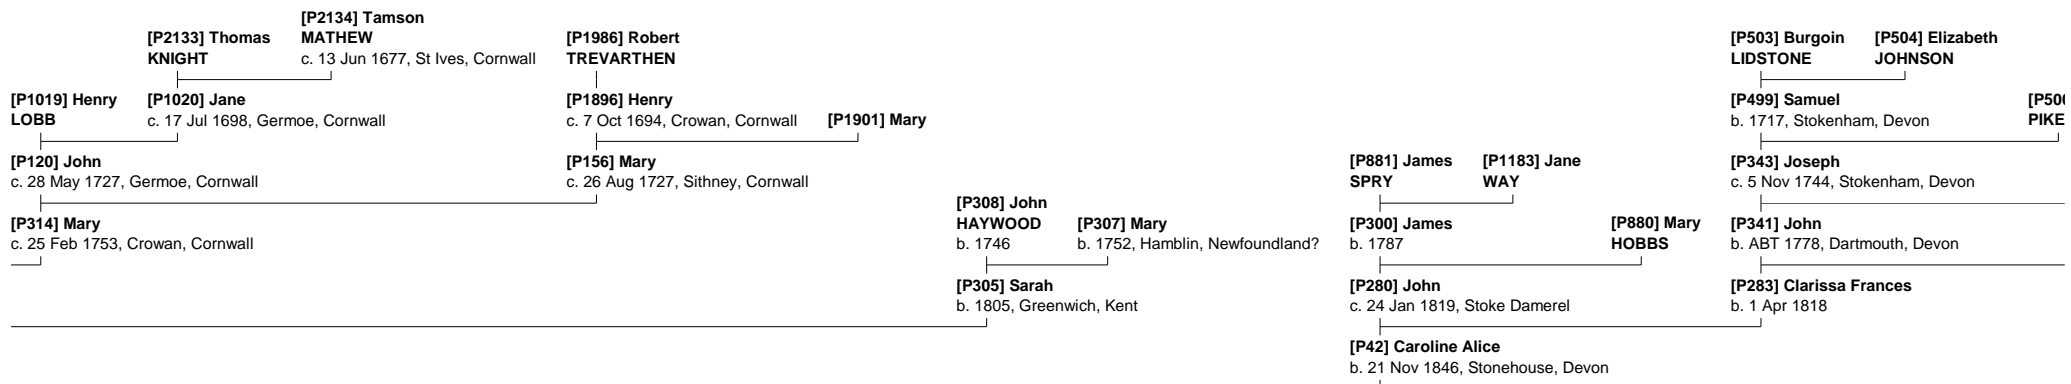 [P2134] Tamson
[P2133] Thomas MATHEW [P1986] Robert [P503] Burgoin [P504] Elizabeth
KNIGHT c. 13 Jun 1677, St Ives, Cornwall TREVARTHEN LIDSTONE JOHNSON
[P1019] Henry [P1020] Jane [P1896] Henry [P499] Samuel [P50
LOBB c. 17 Jul 1698, Germoe, Cornwall c. 7 Oct 1694, Crowan, Cornwall [P1901] Mary b. 1717, Stokenham, Devon PIKE
[P120] John [P156] Mary [P881] James [P1183] Jane [P343] Joseph
c. 28 May 1727, Germoe, Cornwall c. 26 Aug 1727, Sithney, Cornwall SPRY WAY c. 5 Nov 1744, Stokenham, Devon
[P308] John
[P314] Mary HAYWOOD [P307] Mary [P300] James [P880] Mary [P341] John
c. 25 Feb 1753, Crowan, Cornwall b. 1746 b. 1752, Hamblin, Newfoundland? b. 1787 HOBBS b. ABT 1778, Dartmouth, Devon
[P305] Sarah [P280] John [P283] Clarissa Frances
b. 1805, Greenwich, Kent c. 24 Jan 1819, Stoke Damerel b. 1 Apr 1818
[P42] Caroline Alice
b. 21 Nov 1846, Stonehouse, Devon